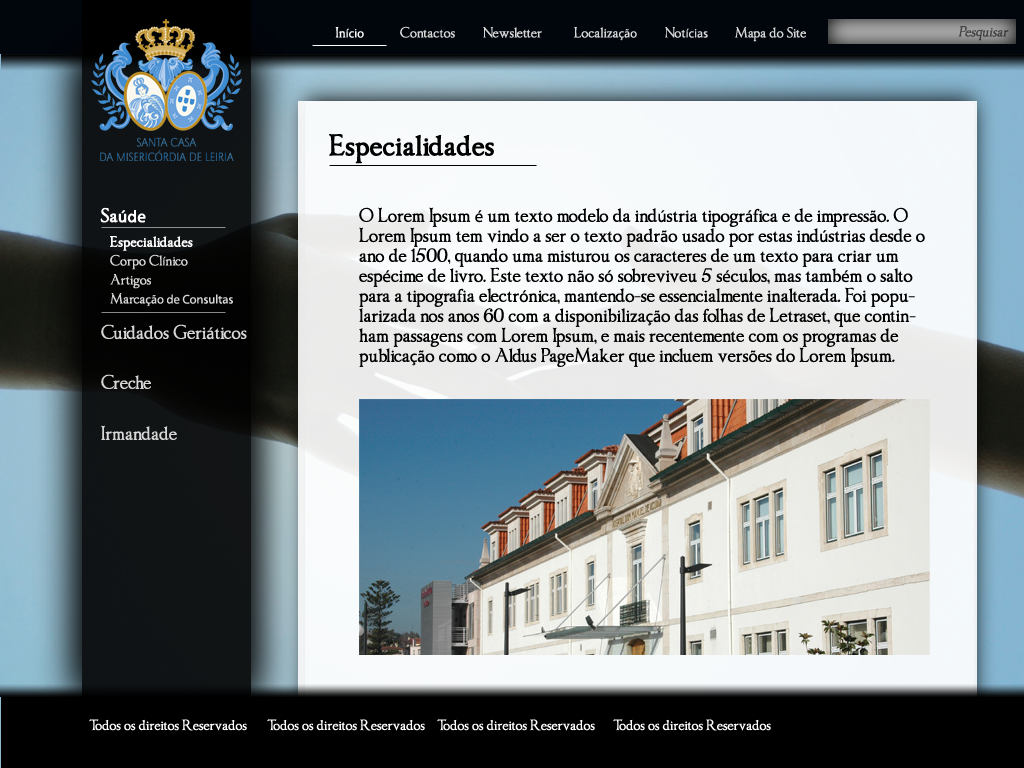 Início Contactos Newsletter Localização Notícias Mapa do Site Pesquisar
SANTA CASA
DA MISERICÓRDIA DE LEIRIA
Saúde
Especialidades
Corpo Clínico
Artigos
Marcação de Consultas
Cuidados Geriáticos
Creche
Irmandade
Especialidades
O Lorem Ipsum é um texto modelo da indústria tipográfica e de impressão. O
Lorem Ipsum tem vindo a ser o texto padrão usado por estas indústrias desde o
ano de 1500, quando uma misturou os caracteres de um texto para criar um
espécime de livro. Este texto não só sobreviveu 5 séculos, mas também o salto
para a tipografia electrónica, mantendo-se essencialmente inalterada. Foi popu-
larizada nos anos 60 com a disponibilização das folhas de Letraset, que contin-
ham passagens com Lorem Ipsum, e mais recentemente com os programas de
publicação como o Aldus PageMaker que incluem versões do Lorem Ipsum.
Todos os direitos Reservados Todos os direitos Reservados Todos os direitos Reservados Todos os direitos Reservados